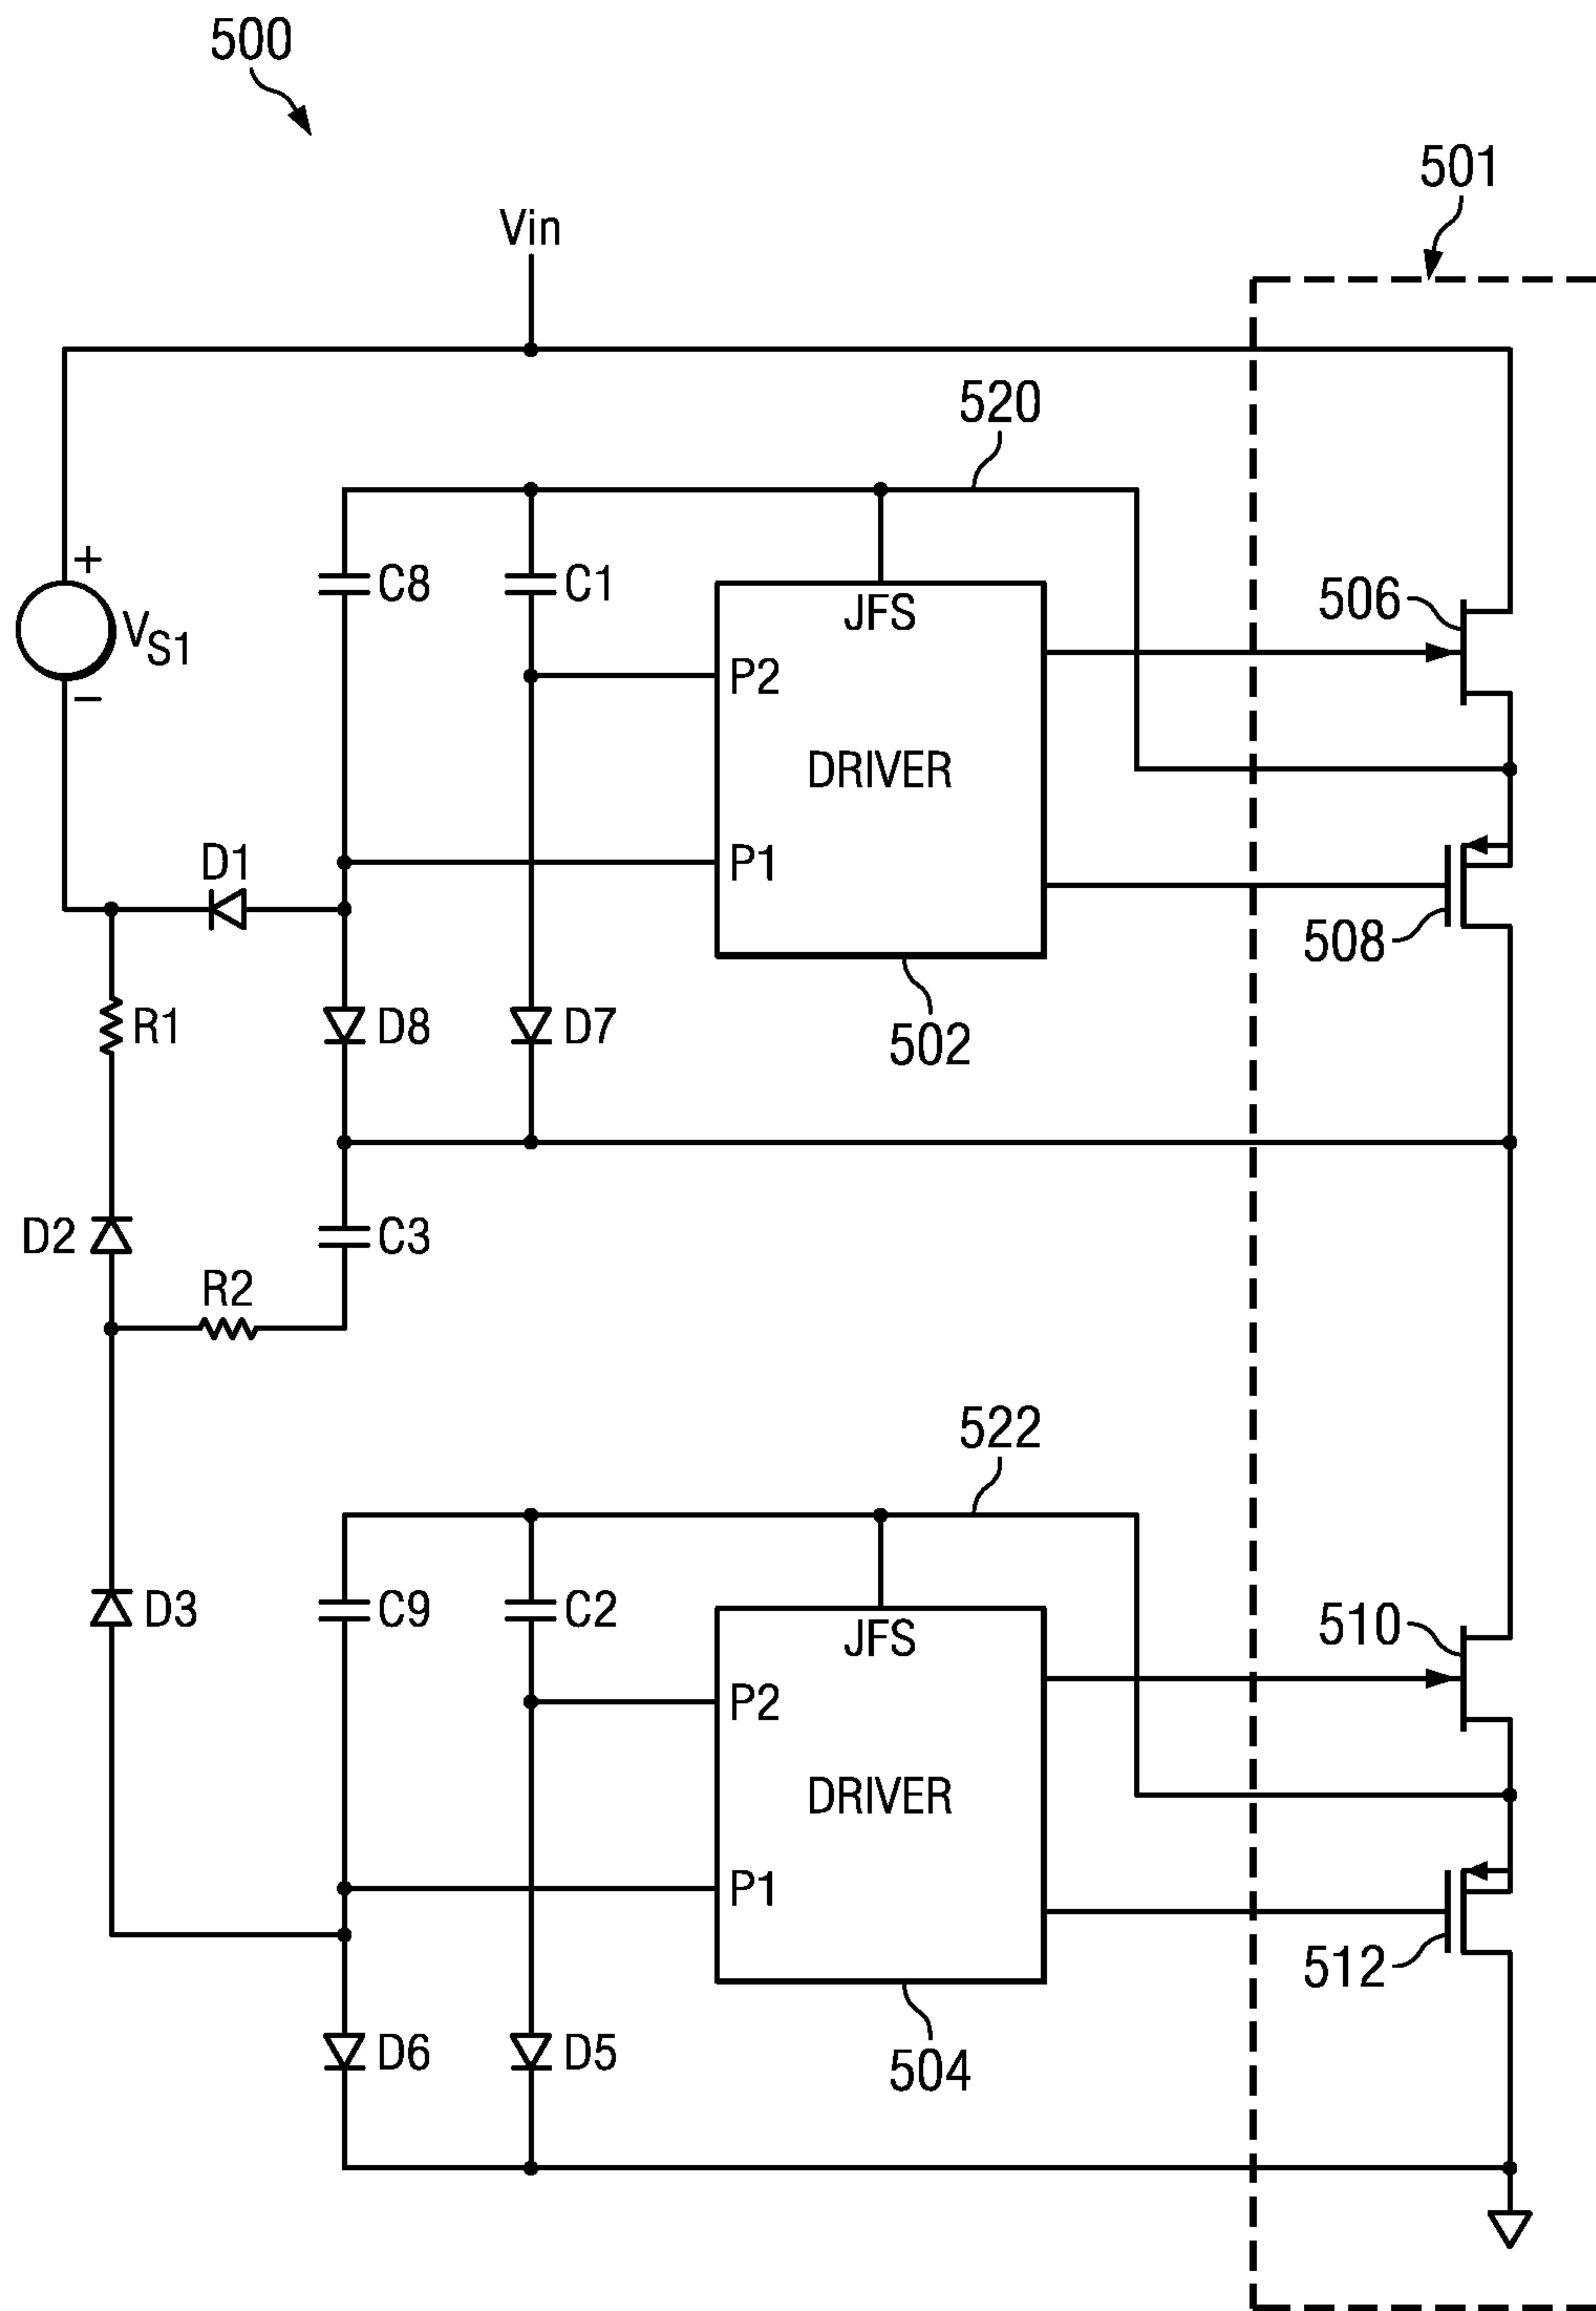 500
501
Vin
520
+
V_S1
−
C8
C1
JFS
P2
DRIVER
P1
506
508
502
D1
R1
D8
D7
D2
C3
R2
522
D3
C9
C2
JFS
P2
DRIVER
P1
510
512
504
D6
D5